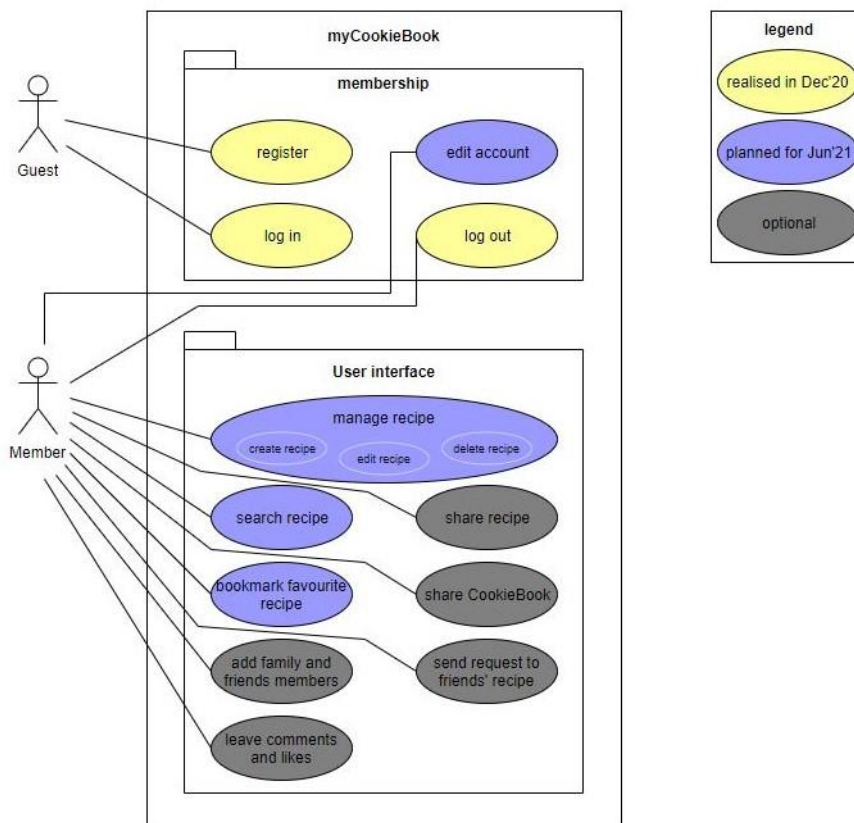 myCookieBook
membership
Guest
register
edit account
log in
log out
Member
User interface
manage recipe
create recipe
edit recipe
delete recipe
search recipe
share recipe
bookmark favourite
recipe
share CookieBook
add family and
friends members
send request to
friends' recipe
leave comments
and likes
legend
realised in Dec'20
planned for Jun'21
optional